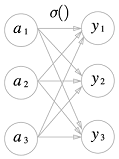 σ()
a₁ y₁
a₂ y₂
a₃ y₃